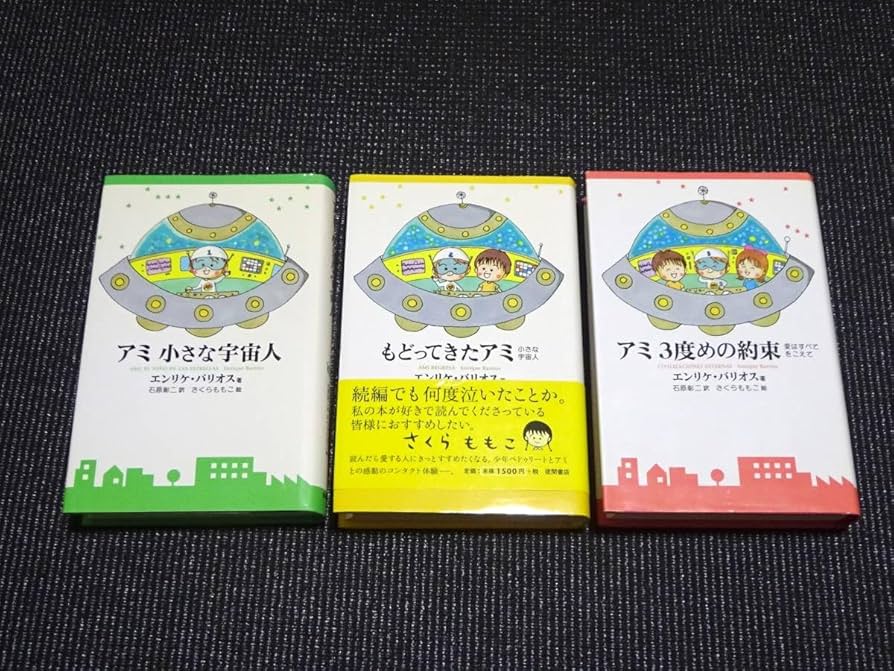 アミ 小さな宇宙人
AMI, EL NIÑO DE LAS ESTRELLAS Enrique Barrios
エンリケ・バリオス 著
石原彰二 訳 さくらももこ 絵
もどってきたアミ 小さな
宇宙人
AMI REGRESA Enrique Barrios
エンリケ・バリオス
続編でも何度泣いたことか。
私の本が好きで読んでくださっている
皆様におすすめしたい。
さくらももこ
読んだら愛する人にきっとすすめたくなる。少年ペドゥリートとアミ
との感動のコンタクト体験──。
定価:本体1500円+税 徳間書店
アミ 3度めの約束 愛はすべて
をこえて
CIVILIZACIONES INTERNAS Enrique Barrios
エンリケ・バリオス 著
石原彰二 訳 さくらももこ 絵